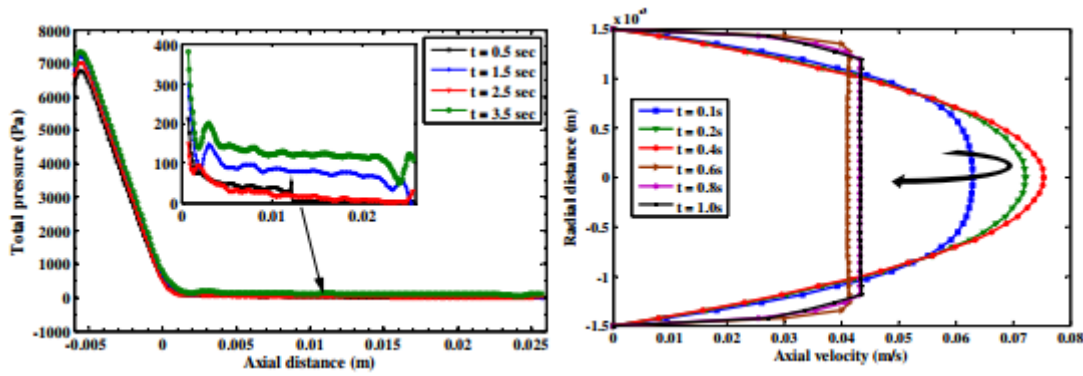 8000
7000
6000
5000
4000
3000
2000
1000
0
-1000
Total pressure (Pa)
400
300
200
100
0
0
0.01
0.02
t = 0.5 sec
t = 1.5 sec
t = 2.5 sec
t = 3.5 sec
-0.005
0
0.005
0.01
0.015
0.02
0.025
Axial distance (m)
1.5
x 10⁻³
1
0.5
0
-0.5
-1
-1.5
Radial distance (m)
t = 0.1s
t = 0.2s
t = 0.4s
t = 0.6s
t = 0.8s
t = 1.0s
0
0.01
0.02
0.03
0.04
0.05
0.06
0.07
0.08
Axial velocity (m/s)